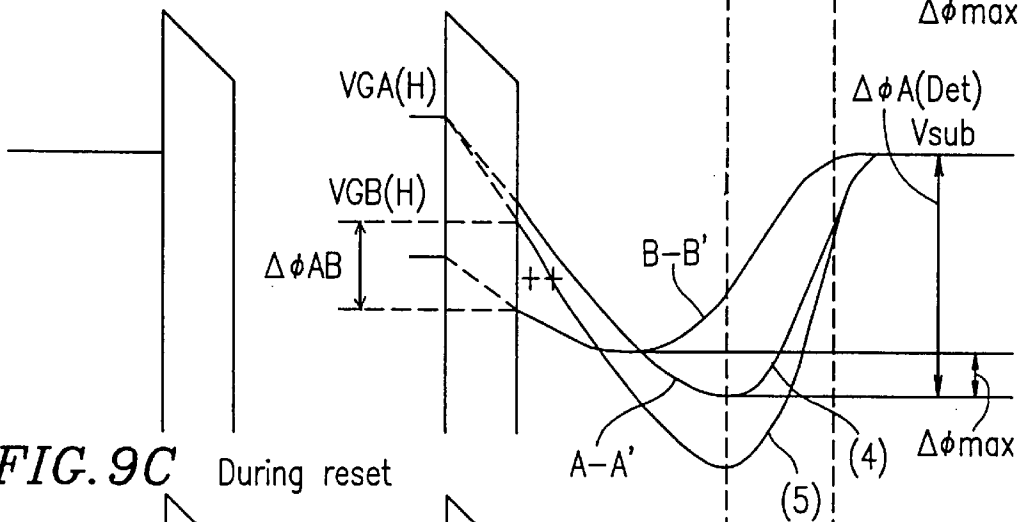 Δφmax
VGA(H)
ΔφA(Det)
Vsub
VGB(H)
ΔφAB
++
B-B'
A-A'
(4)
Δφmax
(5)
FIG. 9C During reset